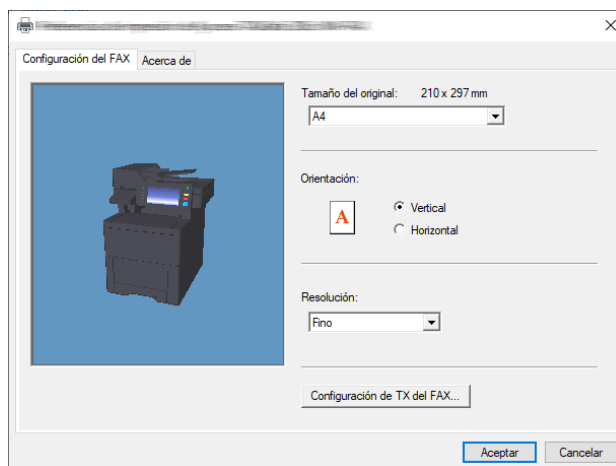 Configuración del FAX
Acerca de
Tamaño del original: 210 x 297 mm
A4
Orientación:
A
Vertical
Horizontal
Resolución:
Fino
Configuración de TX del FAX...
Aceptar
Cancelar